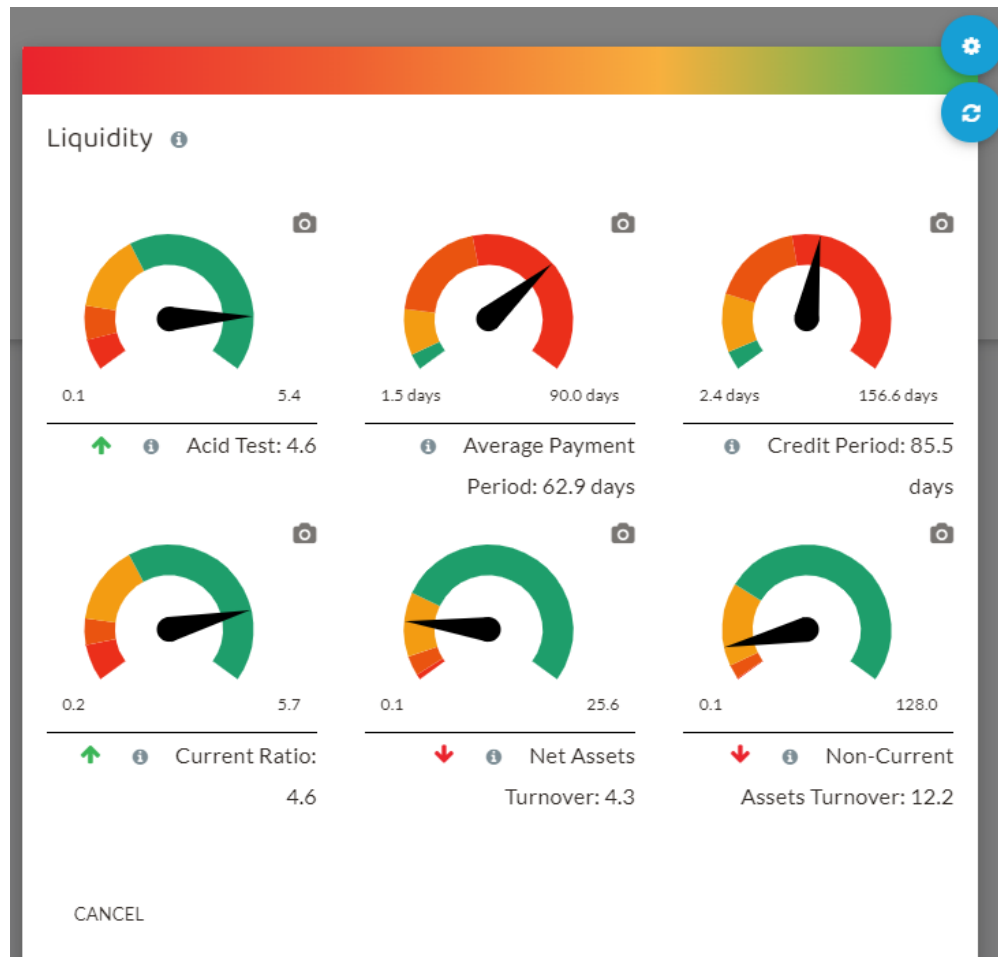 Liquidity
0.1 5.4
1.5 days 90.0 days
2.4 days 156.6 days
Acid Test: 4.6
Average Payment
Period: 62.9 days
Credit Period: 85.5
days
0.2 5.7
0.1 25.6
0.1 128.0
Current Ratio:
4.6
Net Assets
Turnover: 4.3
Non-Current
Assets Turnover: 12.2
CANCEL